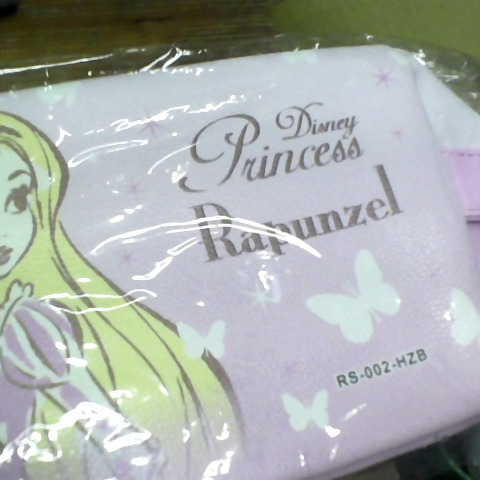 Disney
Princess
Rapunzel
RS-002-HZB